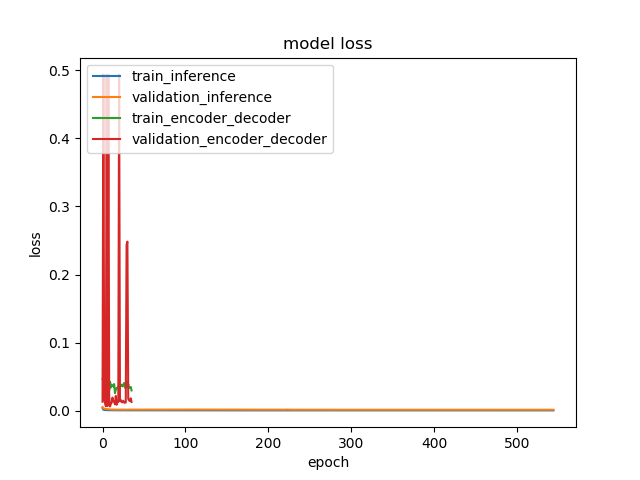 model loss
train_inference
validation_inference
train_encoder_decoder
validation_encoder_decoder
0.5
0.4
0.3
0.2
0.1
0.0
loss
0 100 200 300 400 500
epoch